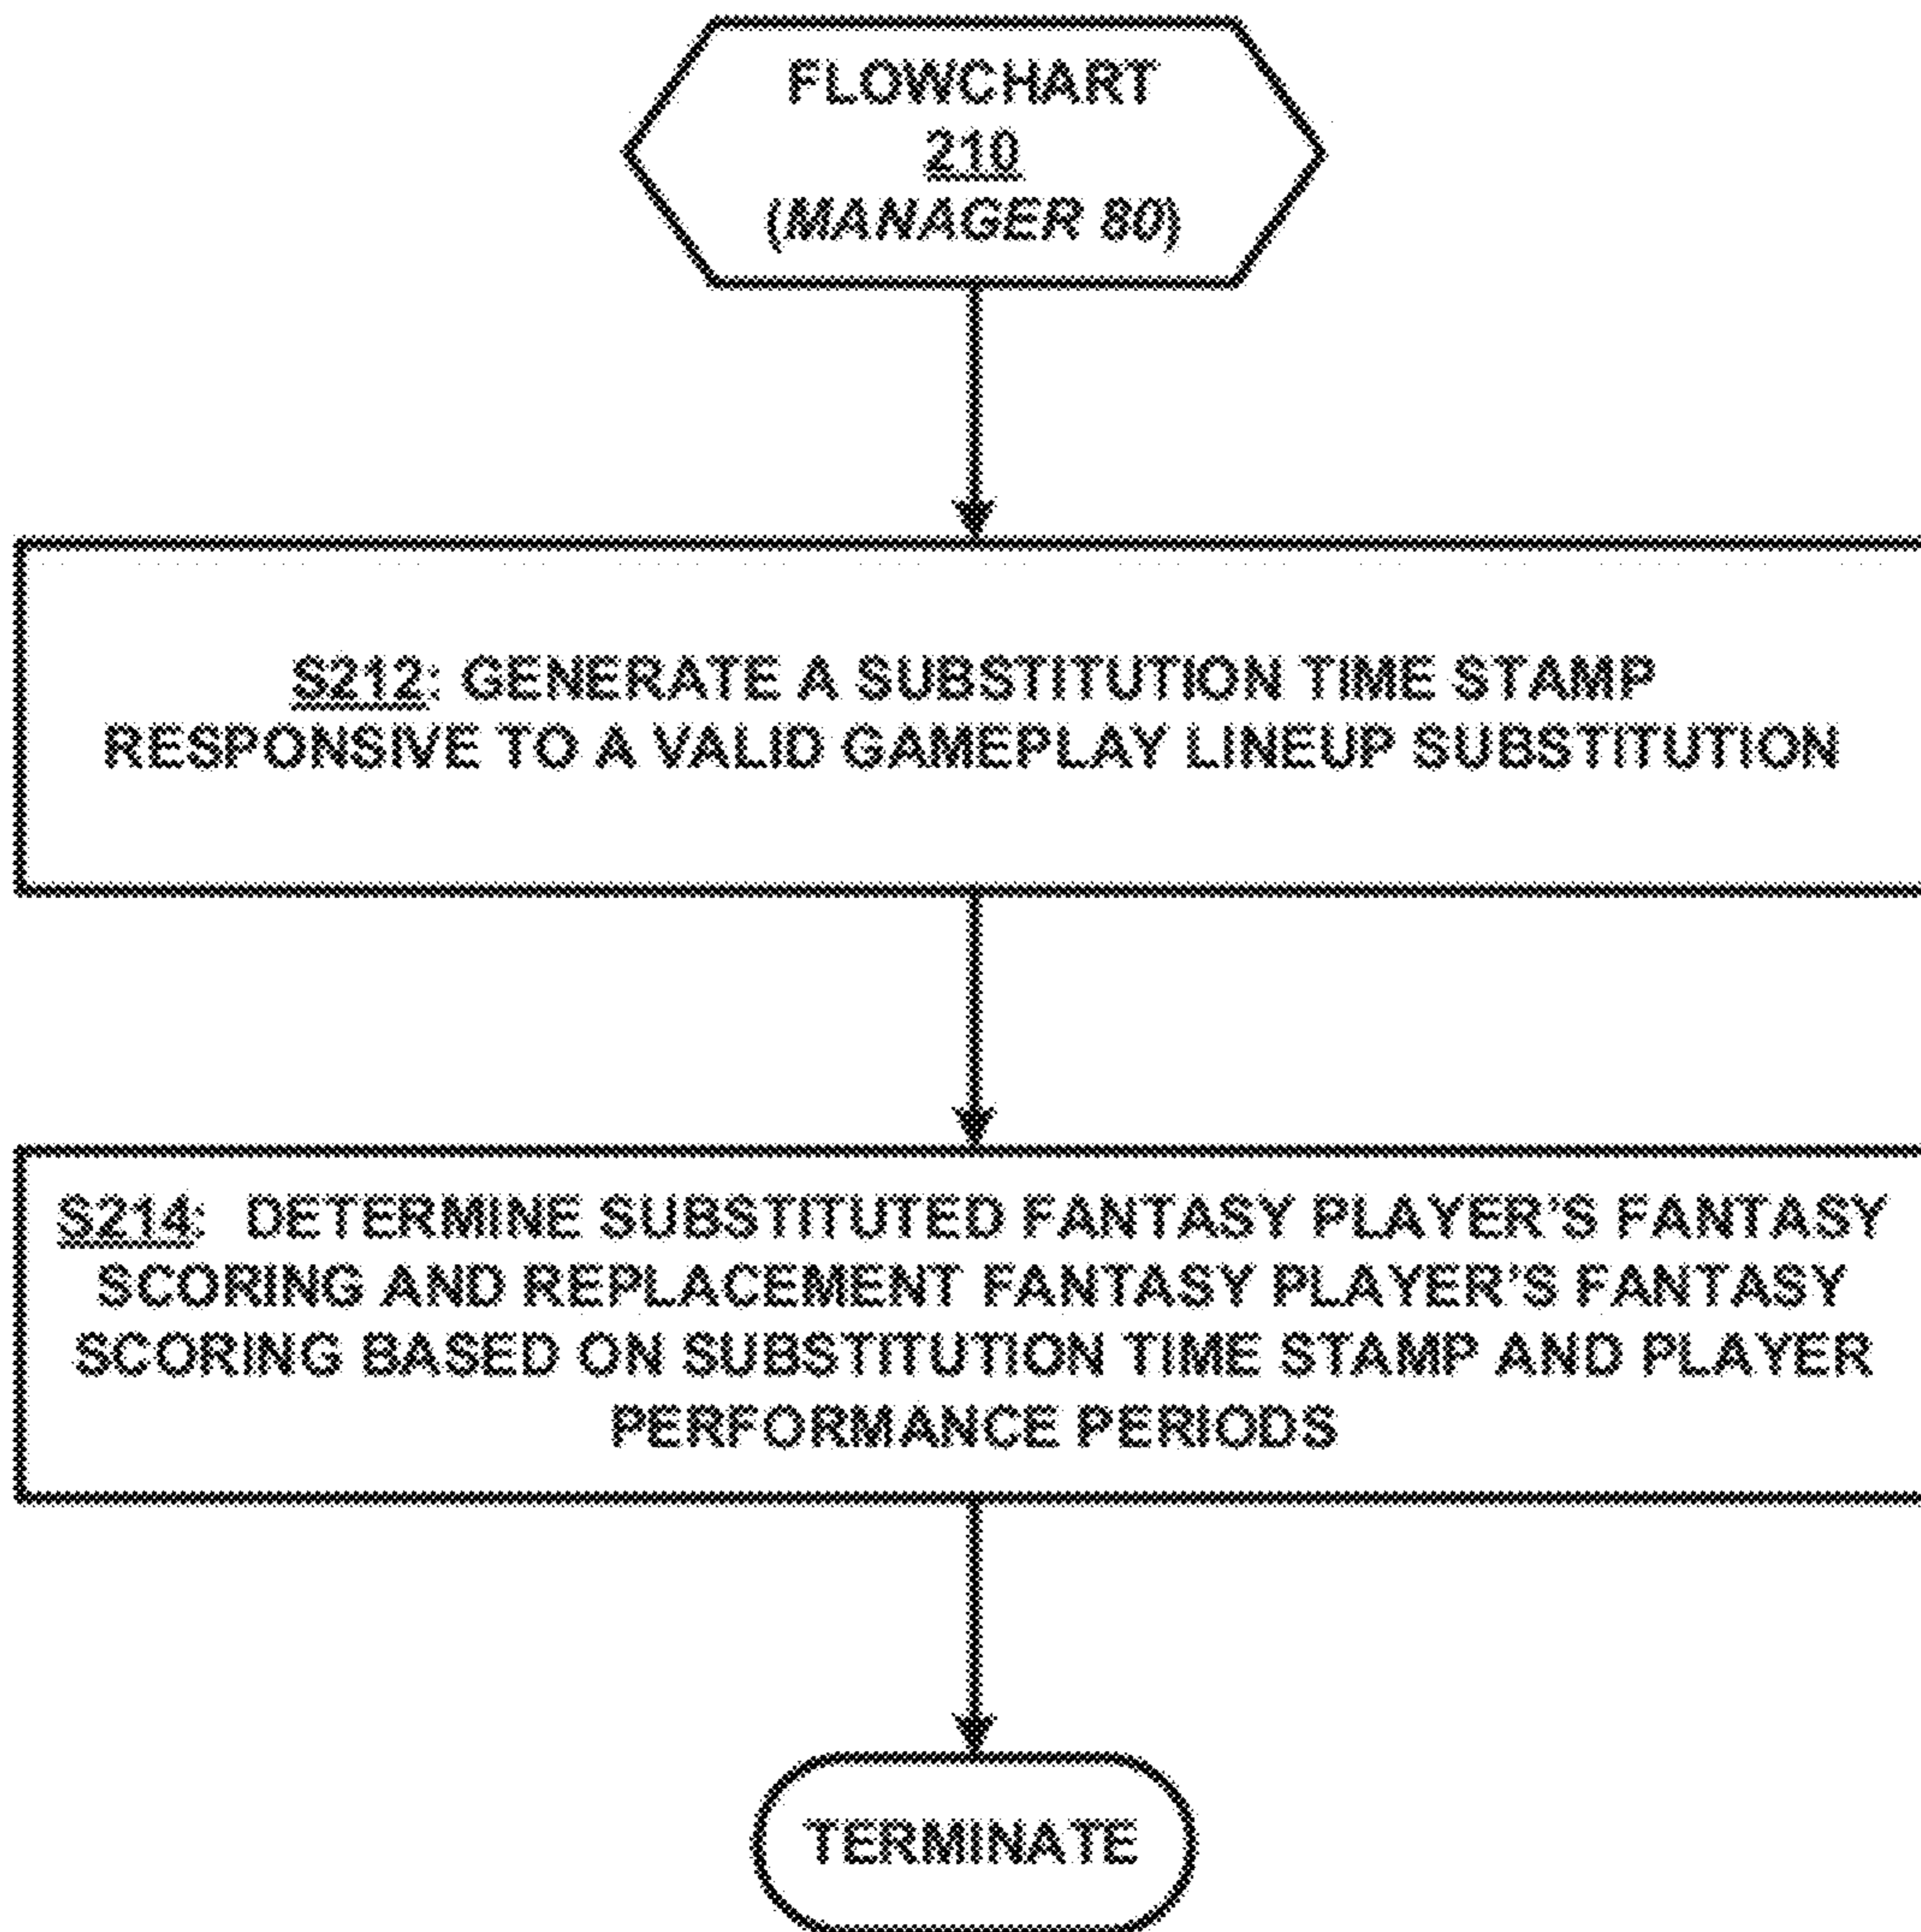 FLOWCHART
210
(MANAGER 80)
S212: GENERATE A SUBSTITUTION TIME STAMP
RESPONSIVE TO A VALID GAMEPLAY LINEUP SUBSTITUTION
S214: DETERMINE SUBSTITUTED FANTASY PLAYER'S FANTASY
SCORING AND REPLACEMENT FANTASY PLAYER'S FANTASY
SCORING BASED ON SUBSTITUTION TIME STAMP AND PLAYER
PERFORMANCE PERIODS
TERMINATE